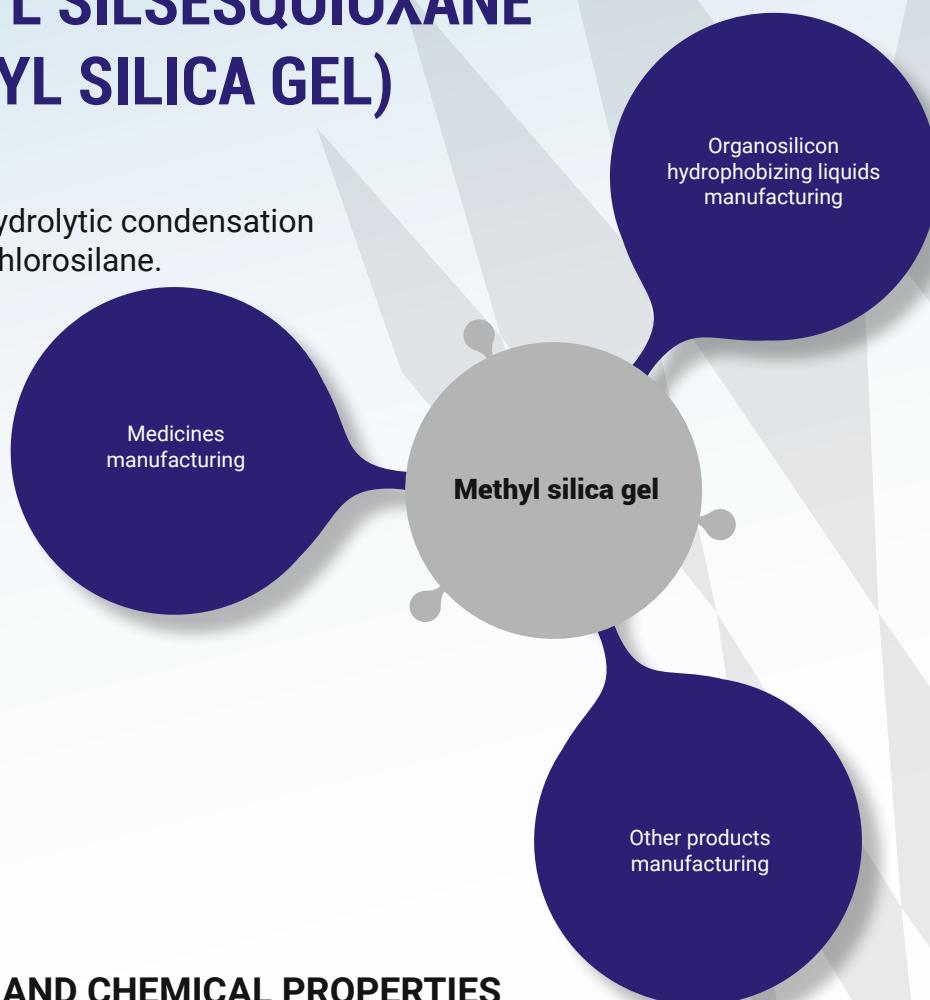 L SILSESQUIOXANE
YL SILICA GEL)
ydrolytic condensation
hlorosilane.
Organosilicon
hydrophobizing liquids
manufacturing
Medicines
manufacturing
Methyl silica gel
Other products
manufacturing
AND CHEMICAL PROPERTIES